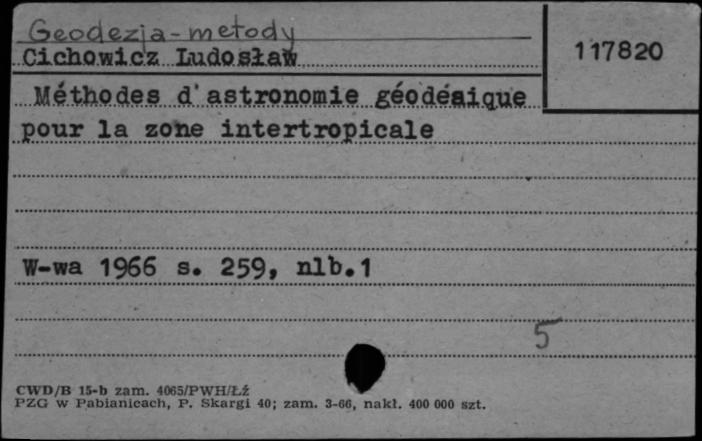 Geodezja - metody
Cichowicz Ludosław
117820
Méthodes d'astronomie géodésique
pour la zone intertropicale
W-wa 1966 s. 259, nlb.1
5
CWD/B 15-b zam. 4065/PWH/Łź
PZG w Pabianicach, P. Skargi 40; zam. 3-66, nakł. 400 000 szt.